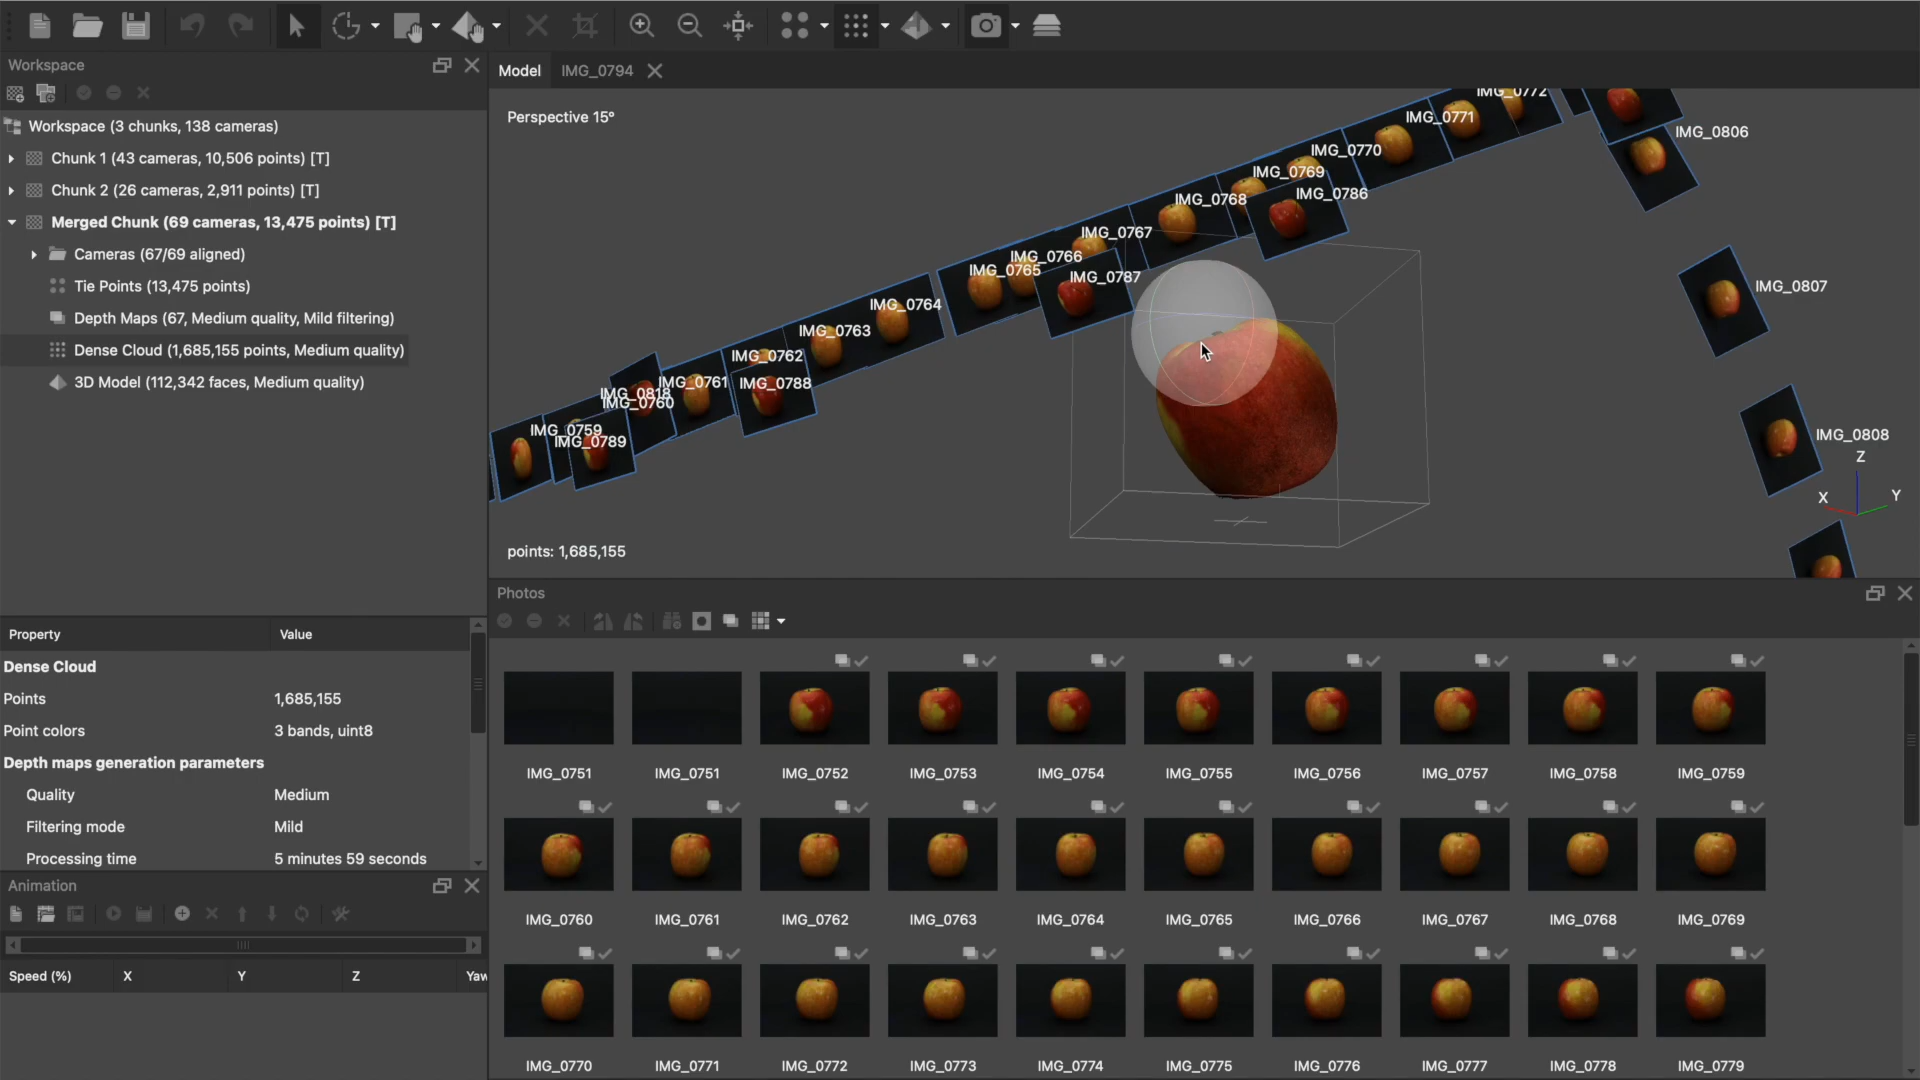 Workspace
Workspace (3 chunks, 138 cameras)
Chunk 1 (43 cameras, 10,506 points) [T]
Chunk 2 (26 cameras, 2,911 points) [T]
Merged Chunk (69 cameras, 13,475 points) [T]
Cameras (67/69 aligned)
Tie Points (13,475 points)
Depth Maps (67, Medium quality, Mild filtering)
Dense Cloud (1,685,155 points, Medium quality)
3D Model (112,342 faces, Medium quality)
Property Value
Dense Cloud
Points 1,685,155
Point colors 3 bands, uint8
Depth maps generation parameters
Quality Medium
Filtering mode Mild
Processing time 5 minutes 59 seconds
Animation
Speed (%) X Y Z Yaw
Model IMG_0794
Perspective 15°
IMG_0772
IMG_0771
IMG_0806
IMG_0770
IMG_0769
IMG_0786
IMG_0768
IMG_0767
IMG_0766
IMG_0765
IMG_0787
IMG_0807
IMG_0764
IMG_0763
IMG_0762
IMG_0761
IMG_0788
IMG_0818
IMG_0760
IMG_0759
IMG_0789
IMG_0808
Z
X Y
points: 1,685,155
Photos
IMG_0751 IMG_0751 IMG_0752 IMG_0753 IMG_0754 IMG_0755 IMG_0756 IMG_0757 IMG_0758 IMG_0759
IMG_0760 IMG_0761 IMG_0762 IMG_0763 IMG_0764 IMG_0765 IMG_0766 IMG_0767 IMG_0768 IMG_0769
IMG_0770 IMG_0771 IMG_0772 IMG_0773 IMG_0774 IMG_0775 IMG_0776 IMG_0777 IMG_0778 IMG_0779